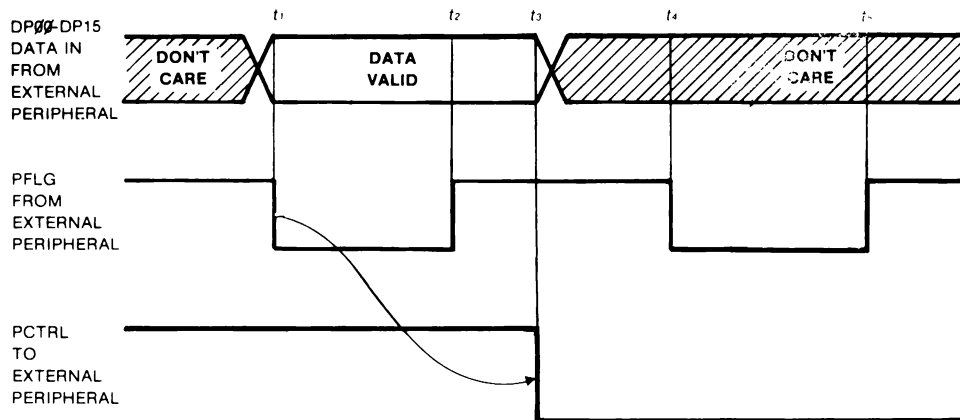 t1 t2 t3 t4 t5
DPØØ-DP15
DATA IN
FROM
EXTERNAL
PERIPHERAL
DON'T
CARE
DATA
VALID
DON'T
CARE
PFLG
FROM
EXTERNAL
PERIPHERAL
PCTRL
TO
EXTERNAL
PERIPHERAL